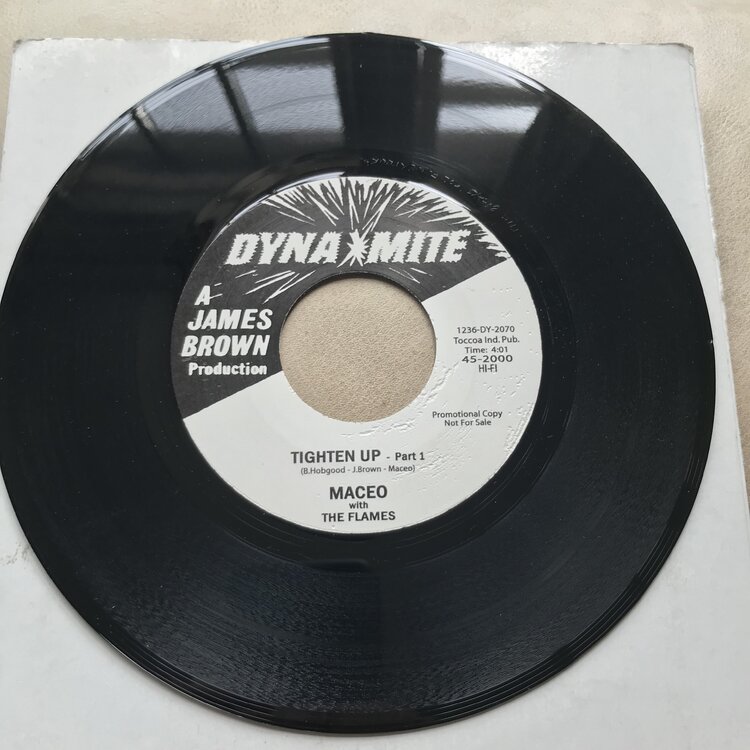 DYNA MITE
A
JAMES
BROWN
Production
1236-DY-2070
Toccoa Ind. Pub.
Time: 4:01
45-2000
HI-FI
Promotional Copy
Not For Sale
TIGHTEN UP - Part 1
(B.Hobgood - J.Brown - Maceo)
MACEO
with
THE FLAMES